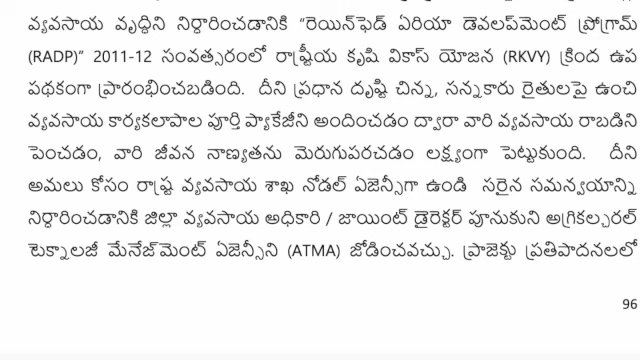 వ్యవసాయ వృద్ధిని నిర్ధారించడానికి "రెయిన్‌ఫెడ్ ఏరియా డెవలప్‌మెంట్ ప్రోగ్రామ్
(RADP)" 2011-12 సంవత్సరంలో రాష్ట్రీయ కృషి వికాస్ యోజన (RKVY) క్రింద ఉప
పథకంగా ప్రారంభించబడింది. దీని ప్రధాన దృష్టి చిన్న, సన్నకారు రైతులపై ఉంచి
వ్యవసాయ కార్యకలాపాల పూర్తి ప్యాకేజీని అందించడం ద్వారా వారి వ్యవసాయ రాబడిని
పెంచడం, వారి జీవన నాణ్యతను మెరుగుపరచడం లక్ష్యంగా పెట్టుకుంది. దీని
అమలు కోసం రాష్ట్ర వ్యవసాయ శాఖ నోడల్ ఏజెన్సీగా ఉండి సరైన సమన్వయాన్ని
నిర్ధారించడానికి జిల్లా వ్యవసాయ అధికారి / జాయింట్ డైరెక్టర్ పూనుకుని అగ్రికల్చరల్
టెక్నాలజీ మేనేజ్‌మెంట్ ఏజెన్సీని (ATMA) జోడించవచ్చు. ప్రాజెక్టు ప్రతిపాదనలలో
96